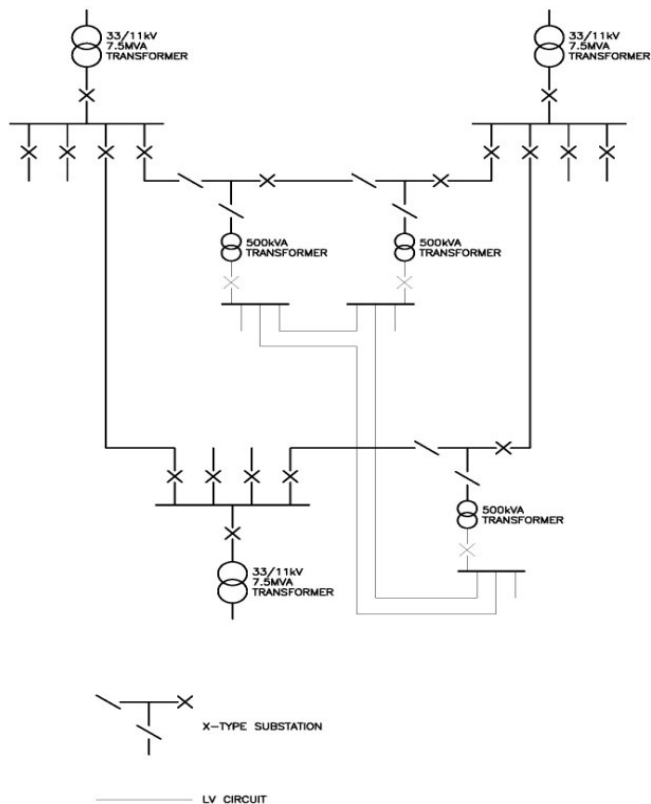 33/11kV
7.5MVA
TRANSFORMER
33/11kV
7.5MVA
TRANSFORMER
500kVA
TRANSFORMER
500kVA
TRANSFORMER
500kVA
TRANSFORMER
33/11kV
7.5MVA
TRANSFORMER
X-TYPE SUBSTATION
LV CIRCUIT